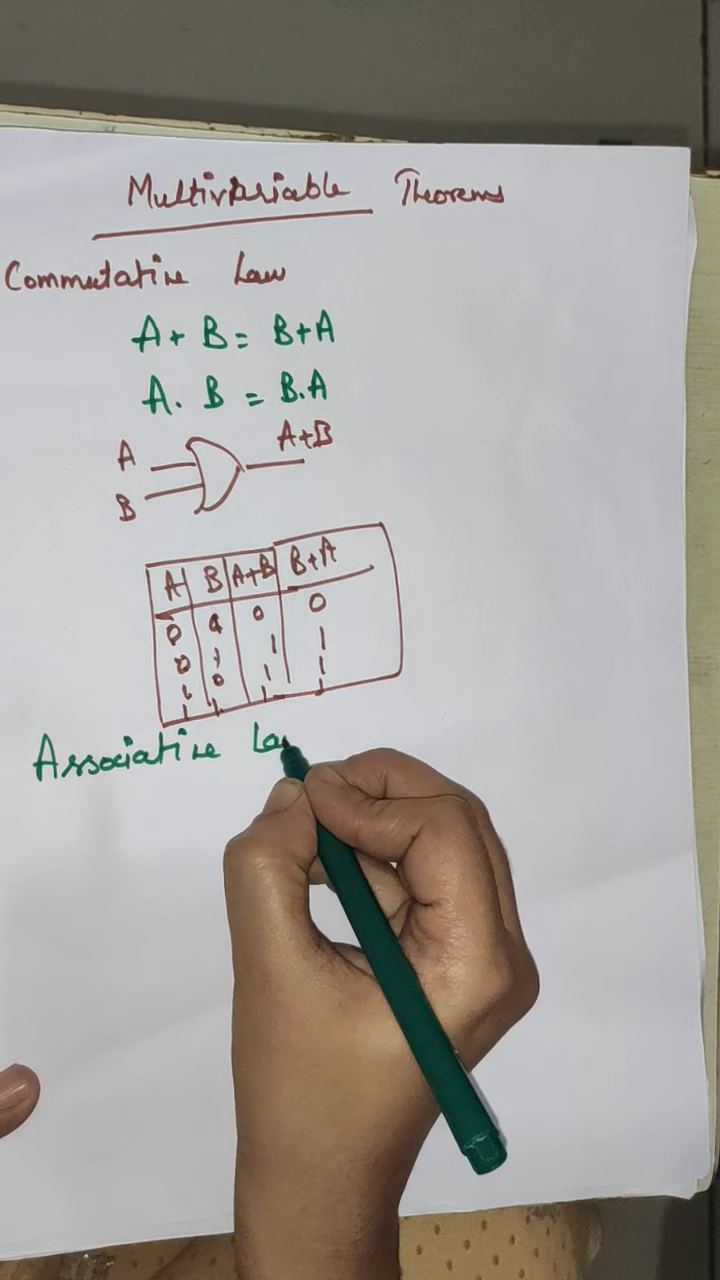 Multivariable Theorems
Commutative Law
A+ B = B+A
A. B = B.A
A A+B
B
A B A+B B+A
0 0 0 0
0 1 1 1
1 0 1 1
1 1 1 1
Associative La